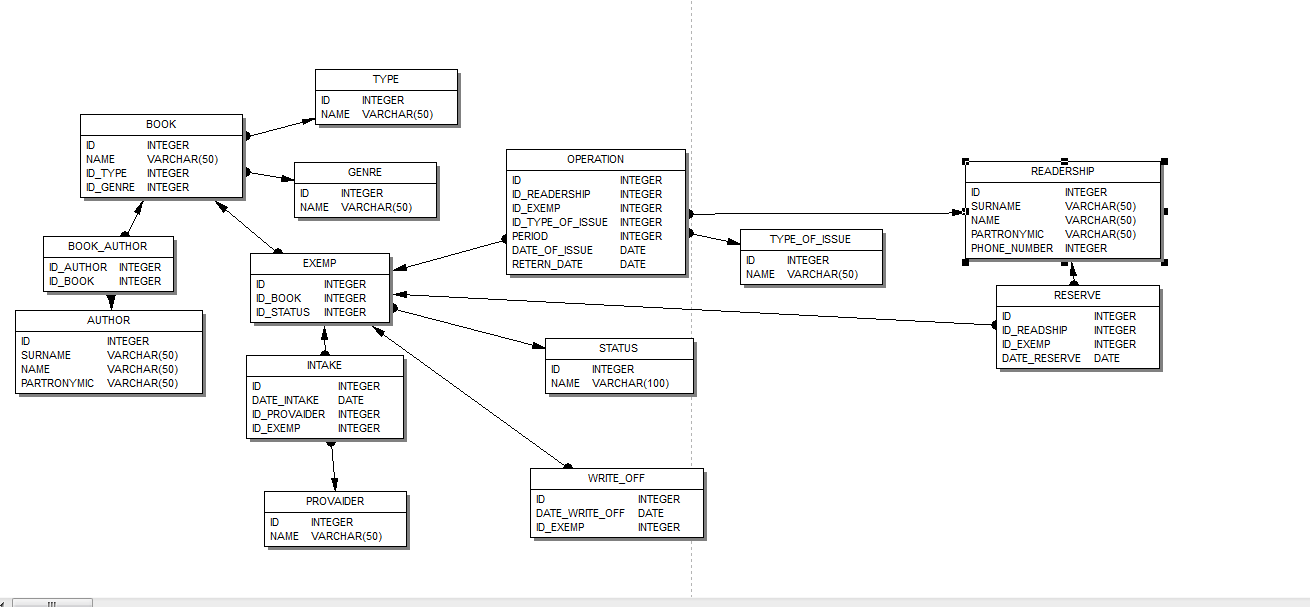 TYPE
ID INTEGER
NAME VARCHAR(50)
BOOK
ID INTEGER
NAME VARCHAR(50)
ID_TYPE INTEGER
ID_GENRE INTEGER
GENRE
ID INTEGER
NAME VARCHAR(50)
OPERATION
ID INTEGER
ID_READERSHIP INTEGER
ID_EXEMP INTEGER
ID_TYPE_OF_ISSUE INTEGER
PERIOD INTEGER
DATE_OF_ISSUE DATE
RETERN_DATE DATE
READERSHIP
ID INTEGER
SURNAME VARCHAR(50)
NAME VARCHAR(50)
PARTRONYMIC VARCHAR(50)
PHONE_NUMBER INTEGER
TYPE_OF_ISSUE
ID INTEGER
NAME VARCHAR(50)
BOOK_AUTHOR
ID_AUTHOR INTEGER
ID_BOOK INTEGER
EXEMP
ID INTEGER
ID_BOOK INTEGER
ID_STATUS INTEGER
RESERVE
ID INTEGER
ID_READSHIP INTEGER
ID_EXEMP INTEGER
DATE_RESERVE DATE
AUTHOR
ID INTEGER
SURNAME VARCHAR(50)
NAME VARCHAR(50)
PARTRONYMIC VARCHAR(50)
STATUS
ID INTEGER
NAME VARCHAR(100)
INTAKE
ID INTEGER
DATE_INTAKE DATE
ID_PROVAIDER INTEGER
ID_EXEMP INTEGER
WRITE_OFF
ID INTEGER
DATE_WRITE_OFF DATE
ID_EXEMP INTEGER
PROVAIDER
ID INTEGER
NAME VARCHAR(50)